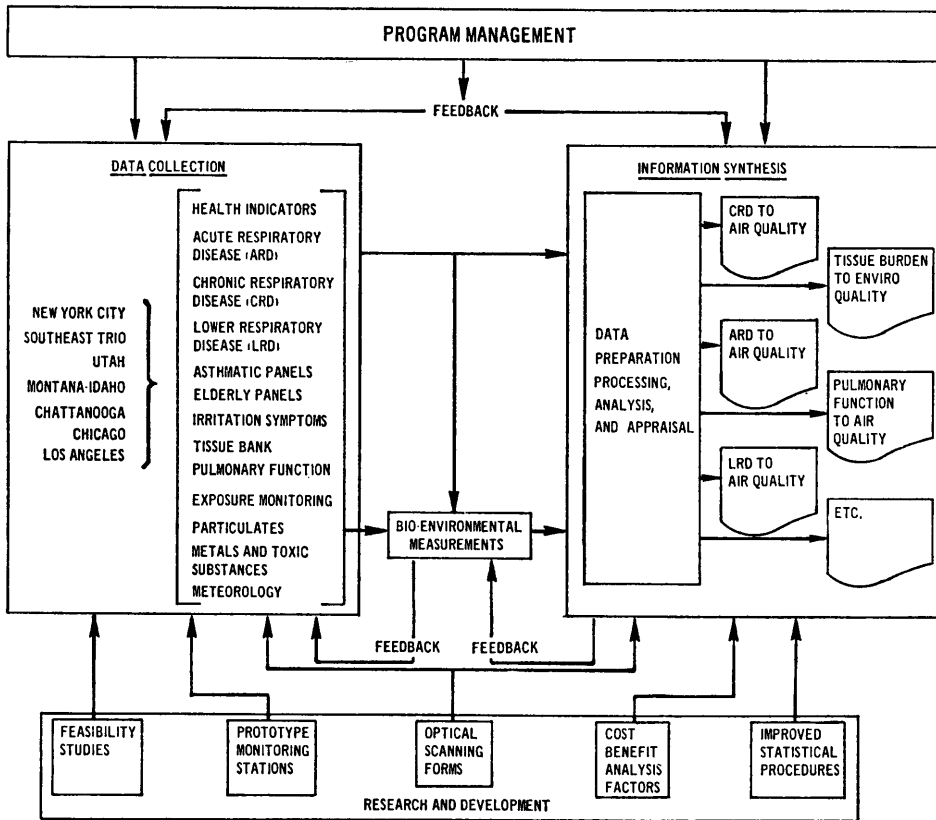 PROGRAM MANAGEMENT
FEEDBACK
DATA COLLECTION
NEW YORK CITY
SOUTHEAST TRIO
UTAH
MONTANA-IDAHO
CHATTANOOGA
CHICAGO
LOS ANGELES
HEALTH INDICATORS
ACUTE RESPIRATORY
DISEASE (ARD)
CHRONIC RESPIRATORY
DISEASE (CRD)
LOWER RESPIRATORY
DISEASE (LRD)
ASTHMATIC PANELS
ELDERLY PANELS
IRRITATION SYMPTOMS
TISSUE BANK
PULMONARY FUNCTION
EXPOSURE MONITORING
PARTICULATES
METALS AND TOXIC
SUBSTANCES
METEOROLOGY
BIO-ENVIRONMENTAL
MEASUREMENTS
FEEDBACK
FEEDBACK
INFORMATION SYNTHESIS
DATA
PREPARATION
PROCESSING,
ANALYSIS,
AND APPRAISAL
CRD TO
AIR QUALITY
TISSUE BURDEN
TO ENVIRO
QUALITY
ARD TO
AIR QUALITY
PULMONARY
FUNCTION
TO AIR
QUALITY
LRD TO
AIR QUALITY
ETC.
FEASIBILITY
STUDIES
PROTOTYPE
MONITORING
STATIONS
OPTICAL
SCANNING
FORMS
COST
BENEFIT
ANALYSIS
FACTORS
IMPROVED
STATISTICAL
PROCEDURES
RESEARCH AND DEVELOPMENT